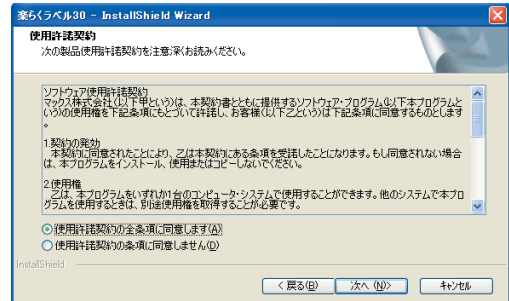 楽らくラベル30 - InstallShield Wizard
使用許諾契約
次の製品使用許諾契約を注意深くお読みください。
ソフトウェア使用許諾契約
マックス株式会社(以下甲という)は、本契約書とともに提供するソフトウェア・プログラム(以下本プログラムと
いう)の使用権を下記条項にもとづいて許諾し、お客様(以下乙という)は下記条項に同意するものとします
。
1.契約の発効
本契約に同意されたことにより、乙は本契約にある条項を受諾したことになります。もし同意されない場合
は、本プログラムをインストール、使用またはコピーしないでください。
2.使用権
乙は、本プログラムをいずれか1台のコンピュータ・システムで使用することができます。他のシステムで本プロ
グラムを使用するときは、別途使用権を取得することが必要です。
使用許諾契約の全条項に同意します(A)
使用許諾契約の条項に同意しません(D)
InstallShield
< 戻る(B)
次へ (N)>
キャンセル